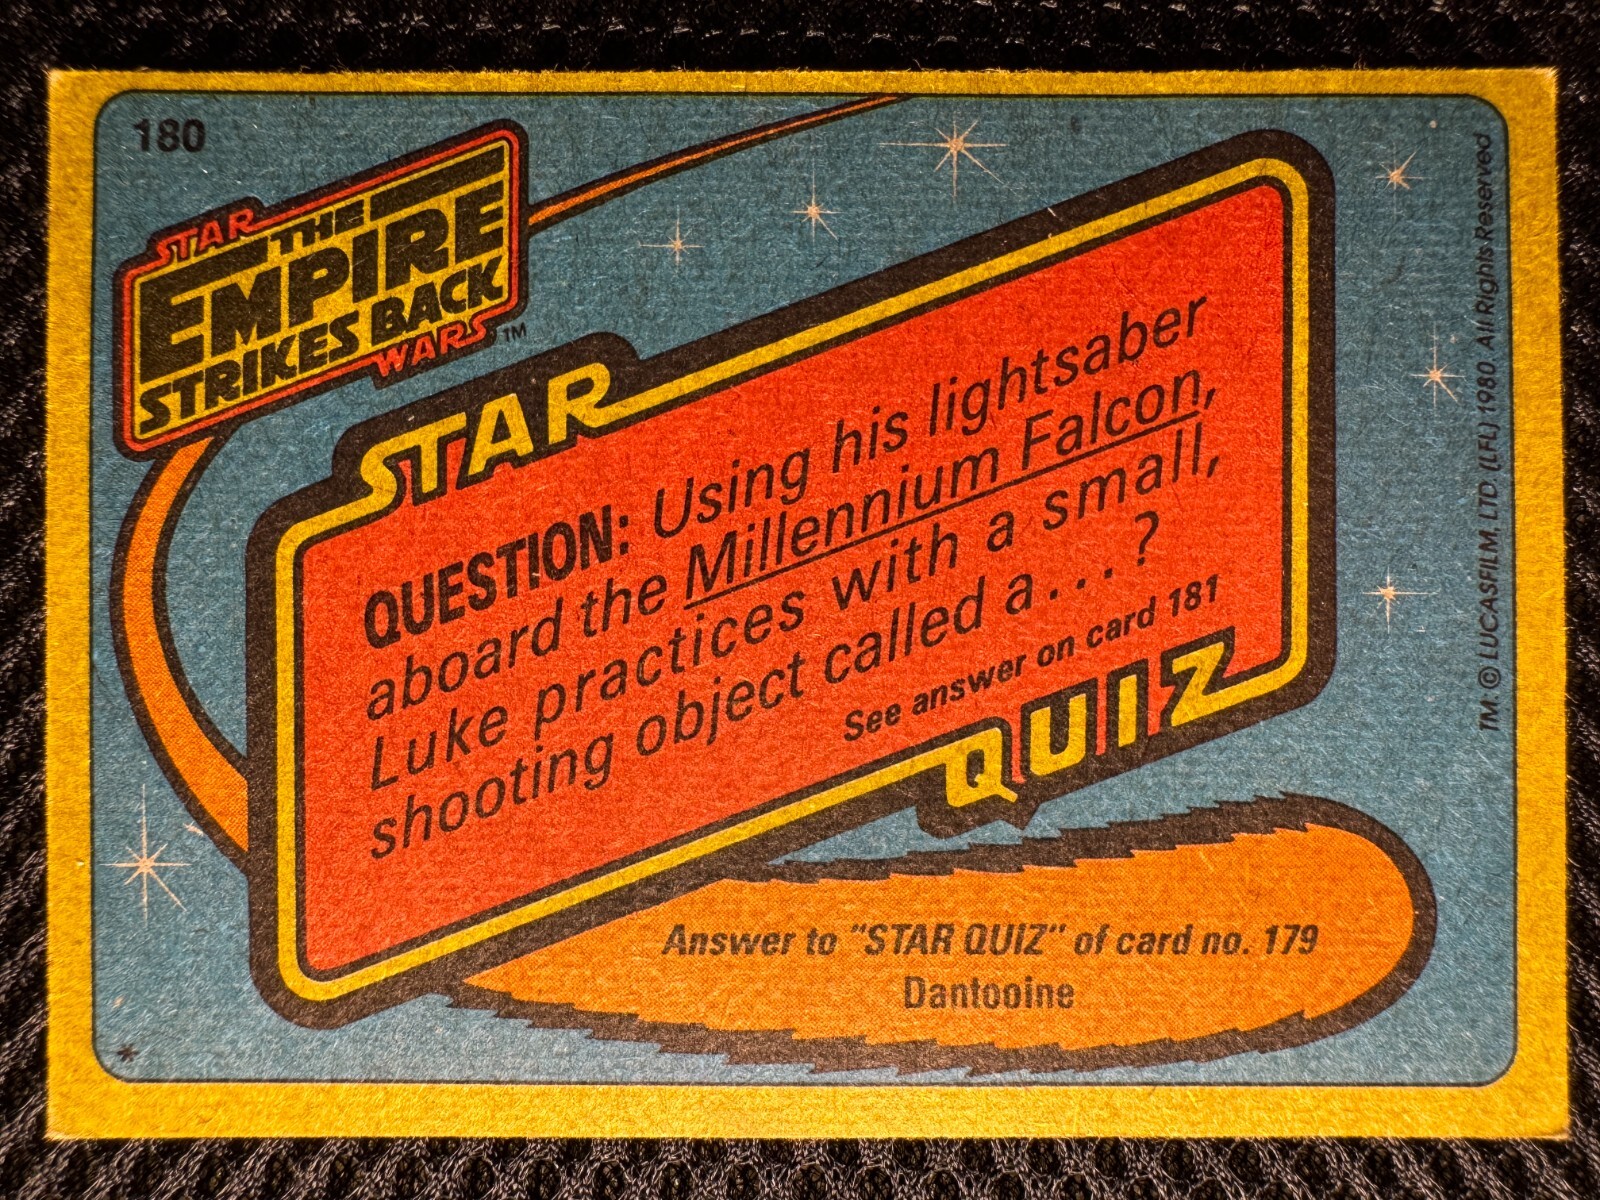 180
STAR
THE
EMPIRE
STRIKES BACK
WARS™
STAR
QUESTION: Using his lightsaber
aboard the Millennium Falcon,
Luke practices with a small,
shooting object called a...?
See answer on card 181
QUIZ
Answer to "STAR QUIZ" of card no. 179
Dantooine
*
TM © LUCASFILM, LTD. (LFL) 1980. All Rights Reserved